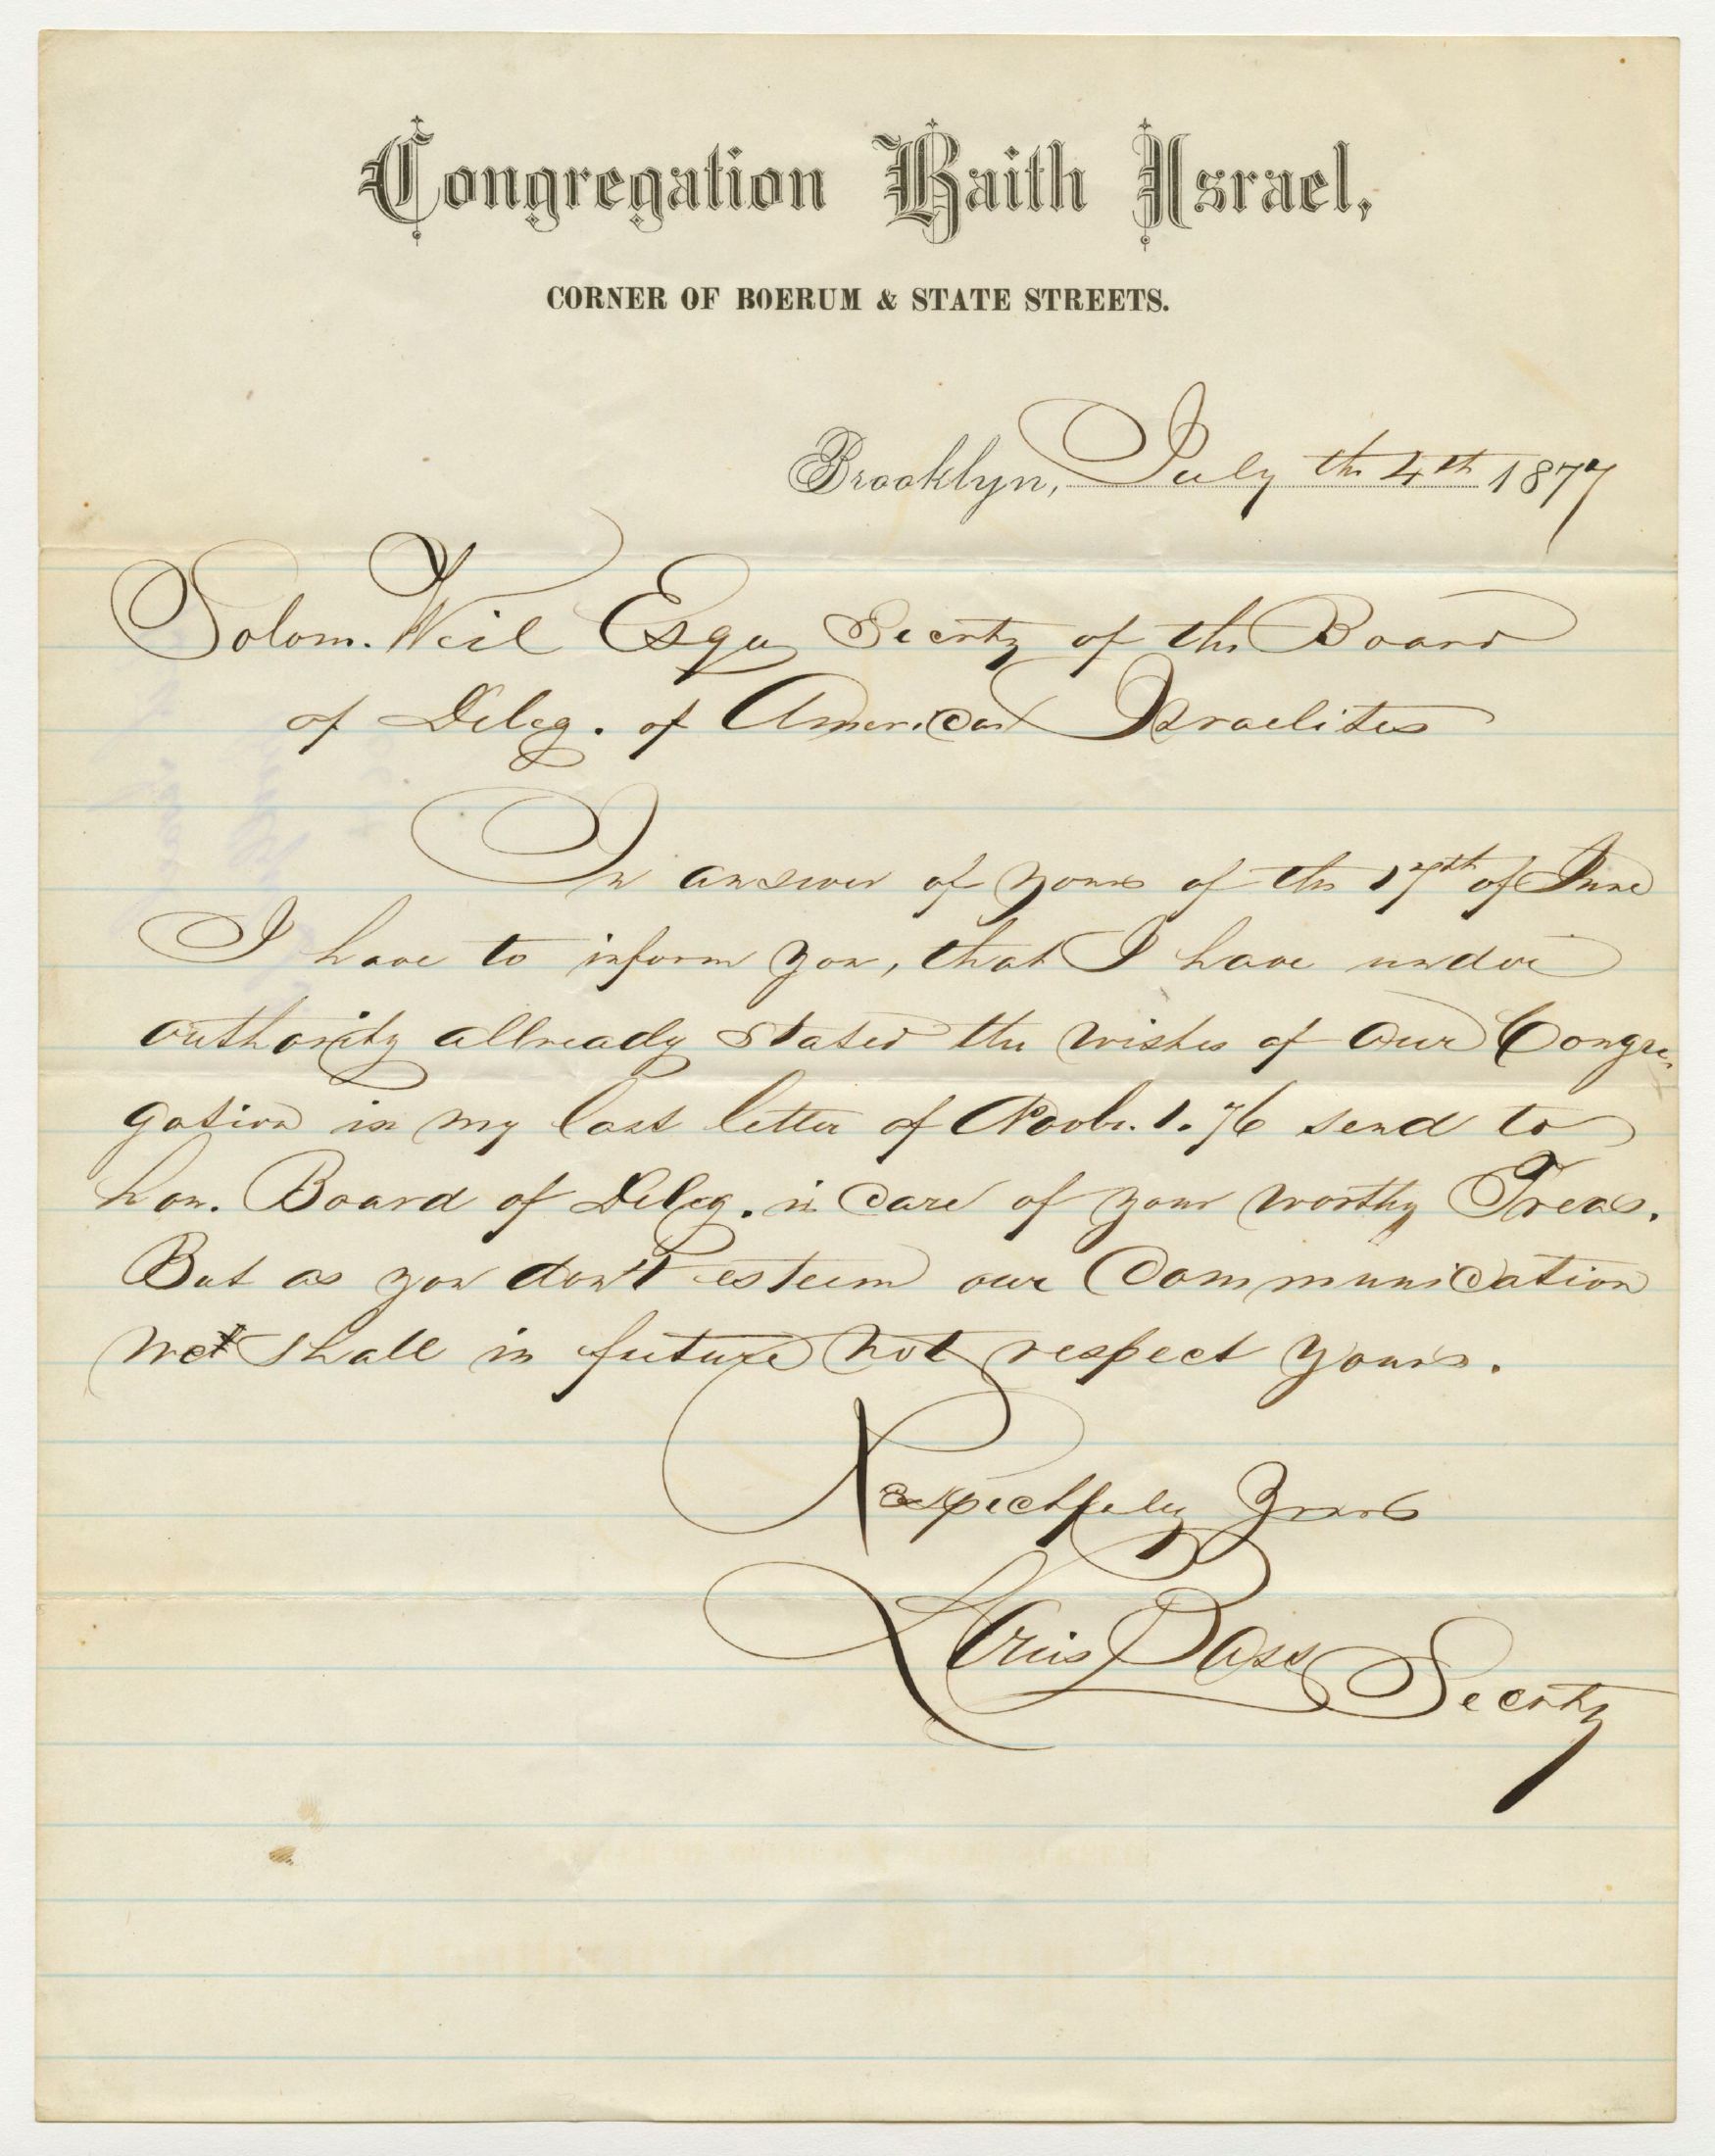 Congregation Baith Israel,
CORNER OF BOERUM & STATE STREETS.
Brooklyn, July th 4th 1877
Solom. Weil Esqu Secrty of the Board
of Deleg. of American Israelites
In answer of yours of the 17th of June
I have to inform you, that I have under
authority allready stated the wishes of our Congre-
gation in my last letter of Novbr. 1. 76 send to
hon. Board of Deleg. in care of your worthy Treas.
But as you don't esteem our Communication
we shall in future not respect yours.
Respectfuly Yours
Bass Secrty